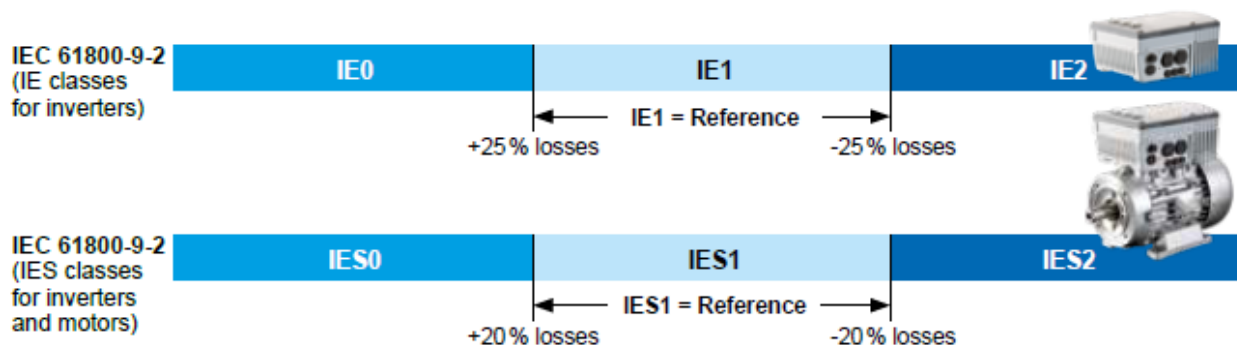 IEC 61800-9-2
(IE classes
for inverters)
IE0
IE1
IE2
IE1 = Reference
+25 % losses
-25 % losses
IEC 61800-9-2
(IES classes
for inverters
and motors)
IES0
IES1
IES2
IES1 = Reference
+20 % losses
-20 % losses